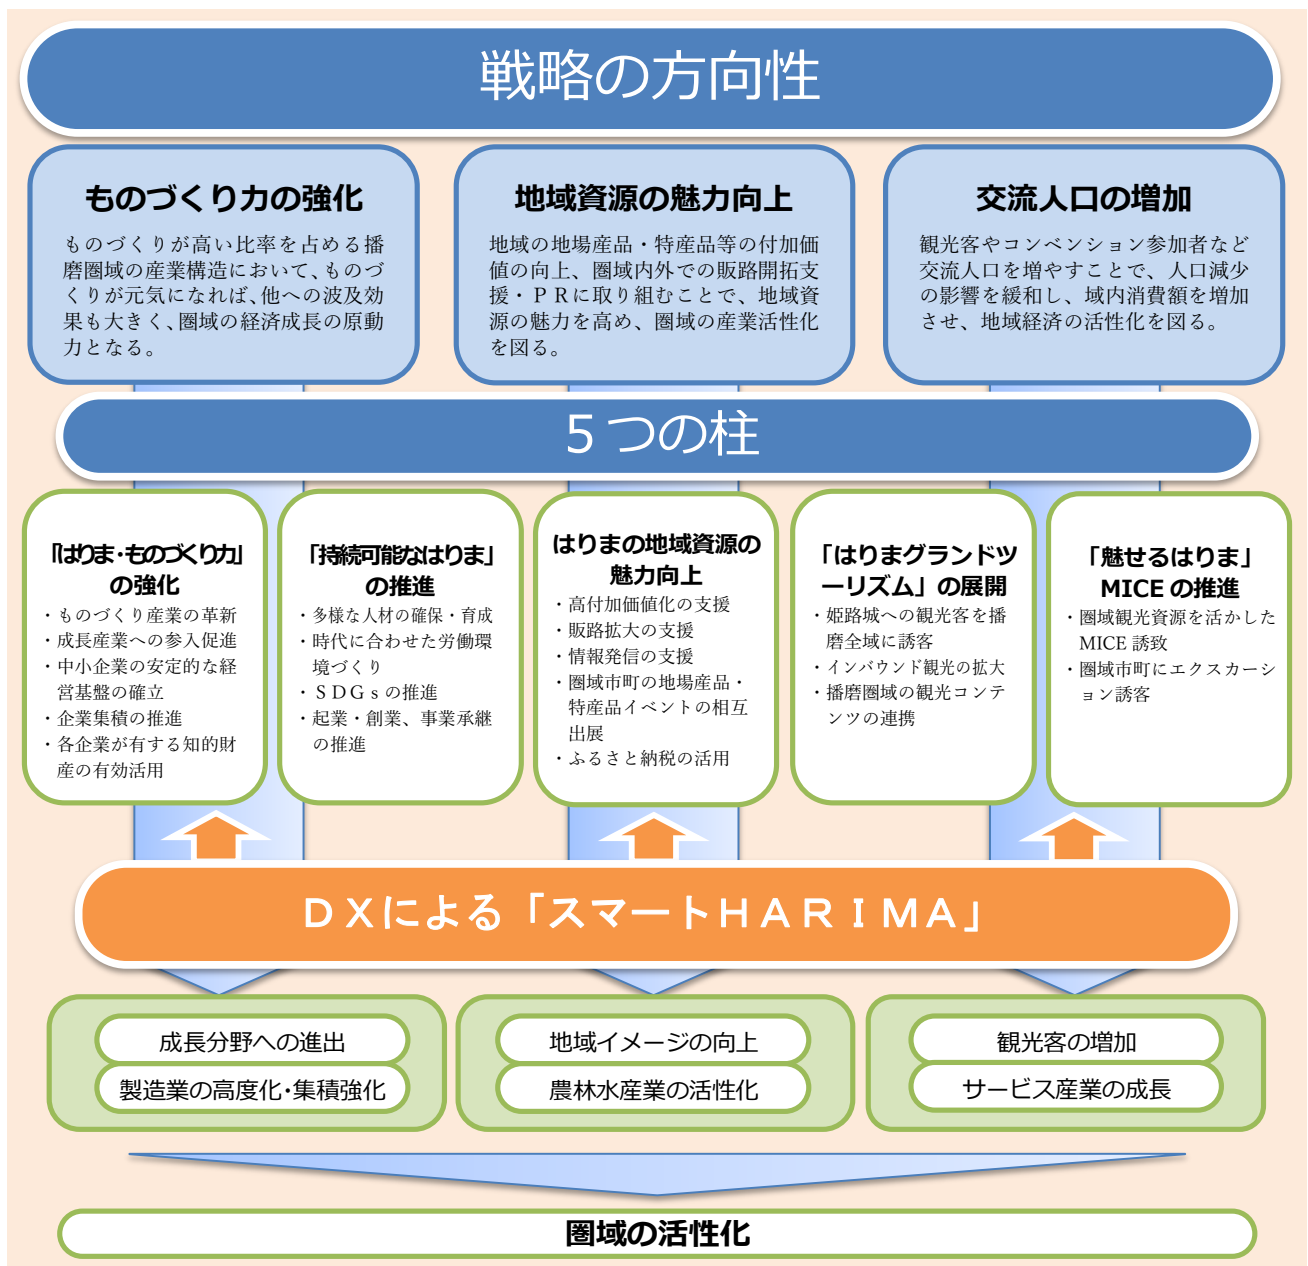 戦略の方向性
ものづくり力の強化
ものづくりが高い比率を占める播
磨圏域の産業構造において、ものづ
くりが元気になれば、他への波及効
果も大きく、圏域の経済成長の原動
力となる。
地域資源の魅力向上
地域の地場産品・特産品等の付加価
値の向上、圏域内外での販路開拓支
援・ＰＲに取り組むことで、地域資
源の魅力を高め、圏域の産業活性化
を図る。
交流人口の増加
観光客やコンベンション参加者など
交流人口を増やすことで、人口減少
の影響を緩和し、域内消費額を増加
させ、地域経済の活性化を図る。
５つの柱
「はりま・ものづくり力」
の強化
・ものづくり産業の革新
・成長産業への参入促進
・中小企業の安定的な経
営基盤の確立
・企業集積の推進
・各企業が有する知的財
産の有効活用
「持続可能なはりま」
の推進
・多様な人材の確保・育成
・時代に合わせた労働環
境づくり
・ＳＤＧｓの推進
・起業・創業、事業承継
の推進
はりまの地域資源の
魅力向上
・高付加価値化の支援
・販路拡大の支援
・情報発信の支援
・圏域市町の地場産品・
特産品イベントの相互
出展
・ふるさと納税の活用
「はりまグランドツ
ーリズム」の展開
・姫路城への観光客を播
磨全域に誘客
・インバウンド観光の拡大
・播磨圏域の観光コンテ
ンツの連携
「魅せるはりま」
MICE の推進
・圏域観光資源を活かした
MICE 誘致
・圏域市町にエクスカーシ
ョン誘客
ＤＸによる「スマートＨＡＲＩＭＡ」
成長分野への進出
製造業の高度化・集積強化
地域イメージの向上
農林水産業の活性化
観光客の増加
サービス産業の成長
圏域の活性化